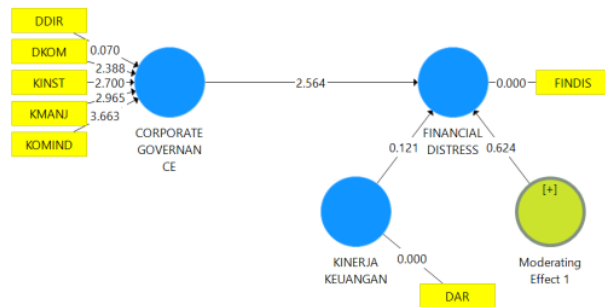 DDIR
DKOM
KINST
KMANJ
KOMIND
0.070
2.388
2.700
2.965
3.663
CORPORATE
GOVERNAN
CE
2.564
FINANCIAL
DISTRESS
0.000
FINDIS
0.121
0.624
KINERJA
KEUANGAN
0.000
DAR
[+]
Moderating
Effect 1